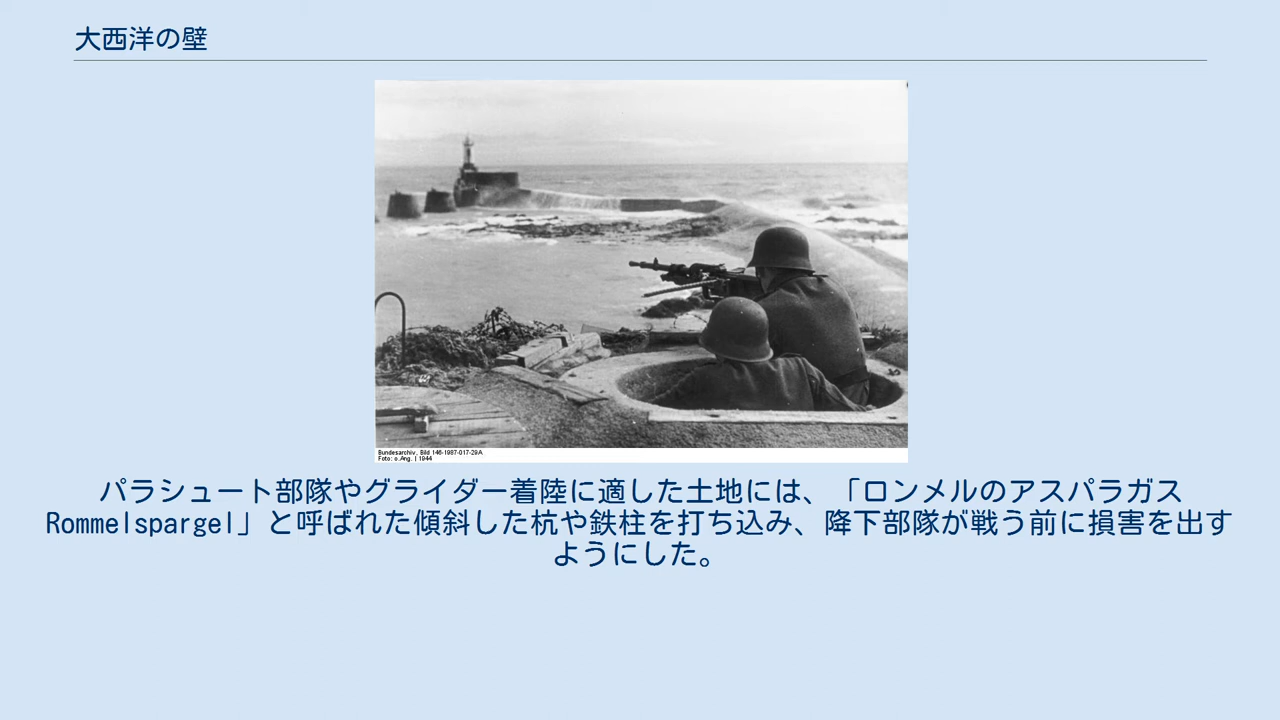 大西洋の壁
Bundesarchiv, Bild 146-1987-017-29A
Foto: o.Ang. | 1944
パラシュート部隊やグライダー着陸に適した土地には、「ロンメルのアスパラガス
Rommelspargel」と呼ばれた傾斜した杭や鉄柱を打ち込み、降下部隊が戦う前に損害を出す
ようにした。